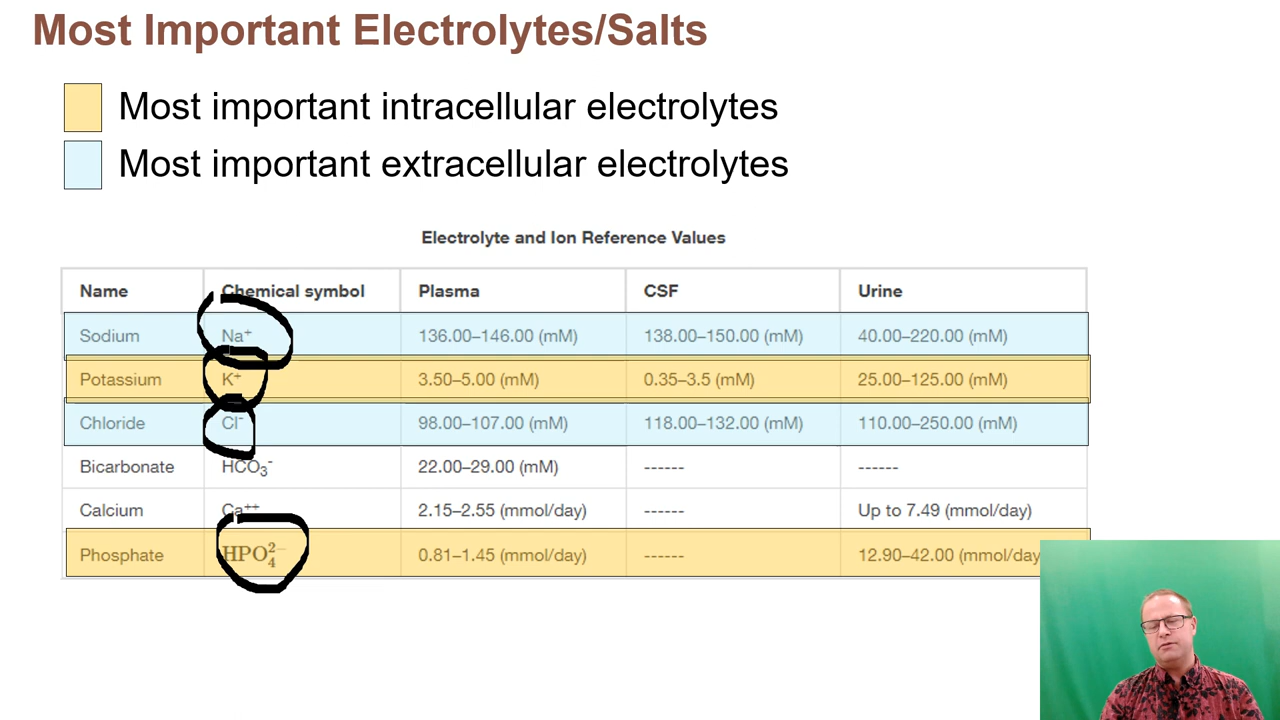 Most Important Electrolytes/Salts
Most important intracellular electrolytes
Most important extracellular electrolytes
Electrolyte and Ion Reference Values
Name Chemical symbol Plasma CSF Urine
Sodium Na⁺ 136.00–146.00 (mM) 138.00–150.00 (mM) 40.00–220.00 (mM)
Potassium K⁺ 3.50–5.00 (mM) 0.35–3.5 (mM) 25.00–125.00 (mM)
Chloride Cl⁻ 98.00–107.00 (mM) 118.00–132.00 (mM) 110.00–250.00 (mM)
Bicarbonate HCO₃⁻ 22.00–29.00 (mM) ------ ------
Calcium Ca⁺⁺ 2.15–2.55 (mmol/day) ------ Up to 7.49 (mmol/day)
Phosphate HPO₄²⁻ 0.81–1.45 (mmol/day) ------ 12.90–42.00 (mmol/day